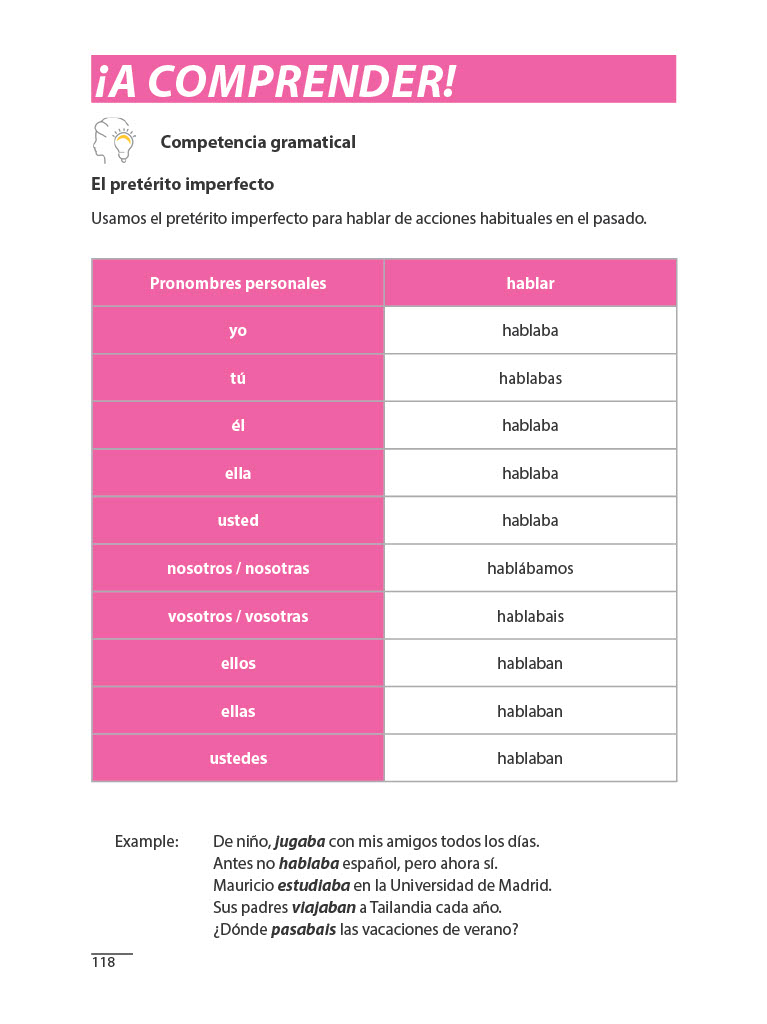 ¡A COMPRENDER!
Competencia gramatical
El pretérito imperfecto
Usamos el pretérito imperfecto para hablar de acciones habituales en el pasado.
Pronombres personales hablar
yo hablaba
tú hablabas
él hablaba
ella hablaba
usted hablaba
nosotros / nosotras hablábamos
vosotros / vosotras hablabais
ellos hablaban
ellas hablaban
ustedes hablaban
Example: De niño, jugaba con mis amigos todos los días.
Antes no hablaba español, pero ahora sí.
Mauricio estudiaba en la Universidad de Madrid.
Sus padres viajaban a Tailandia cada año.
¿Dónde pasabais las vacaciones de verano?
118